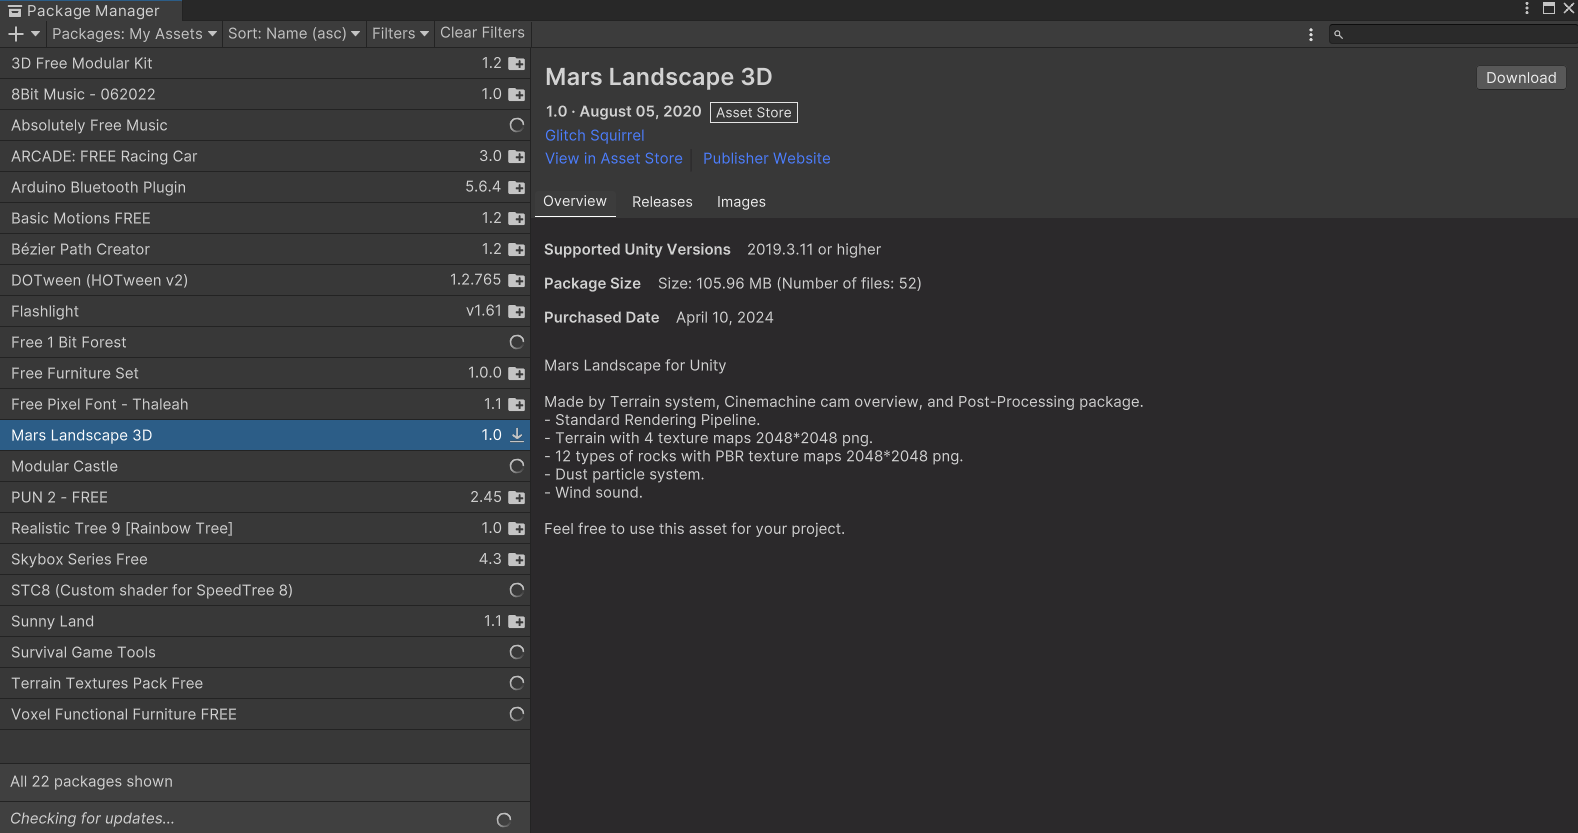 Package Manager
Packages: My Assets Sort: Name (asc) Filters Clear Filters
3D Free Modular Kit 1.2
8Bit Music - 062022 1.0
Absolutely Free Music
ARCADE: FREE Racing Car 3.0
Arduino Bluetooth Plugin 5.6.4
Basic Motions FREE 1.2
Bézier Path Creator 1.2
DOTween (HOTween v2) 1.2.765
Flashlight v1.61
Free 1 Bit Forest
Free Furniture Set 1.0.0
Free Pixel Font - Thaleah 1.1
Mars Landscape 3D 1.0
Modular Castle
PUN 2 - FREE 2.45
Realistic Tree 9 [Rainbow Tree] 1.0
Skybox Series Free 4.3
STC8 (Custom shader for SpeedTree 8)
Sunny Land 1.1
Survival Game Tools
Terrain Textures Pack Free
Voxel Functional Furniture FREE
All 22 packages shown
Checking for updates...
Mars Landscape 3D
Download
1.0 · August 05, 2020 Asset Store
Glitch Squirrel
View in Asset Store Publisher Website
Overview Releases Images
Supported Unity Versions 2019.3.11 or higher
Package Size Size: 105.96 MB (Number of files: 52)
Purchased Date April 10, 2024
Mars Landscape for Unity
Made by Terrain system, Cinemachine cam overview, and Post-Processing package.
- Standard Rendering Pipeline.
- Terrain with 4 texture maps 2048*2048 png.
- 12 types of rocks with PBR texture maps 2048*2048 png.
- Dust particle system.
- Wind sound.
Feel free to use this asset for your project.